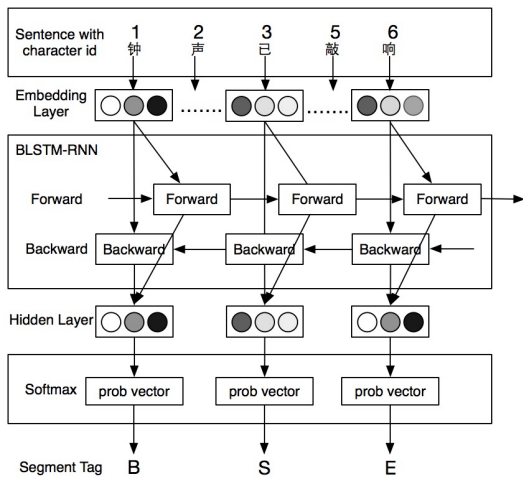 Sentence with character id
1 2 3 5 6
钟 声 已 敲 响
Embedding Layer
BLSTM-RNN
Forward Forward Forward Forward
Backward Backward Backward Backward
Hidden Layer
Softmax prob vector prob vector prob vector
Segment Tag B S E